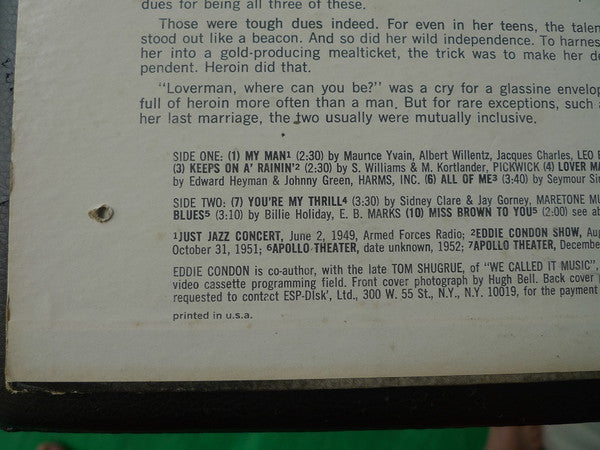 dues for being all three of these.
Those were tough dues indeed. For even in her teens, the talen
stood out like a beacon. And so did her wild independence. To harnes
her into a gold-producing mealticket, the trick was to make her de
pendent. Heroin did that.
"Loverman, where can you be?" was a cry for a glassine envelop
full of heroin more often than a man. But for rare exceptions, such a
her last marriage, the two usually were mutually inclusive.
SIDE ONE: (1) MY MAN¹ (2:30) by Maurice Yvain, Albert Willentz, Jacques Charles, LEO
(3) KEEPS ON A' RAININ'² (2:30) by S. Williams & M. Kortlander, PICKWICK (4) LOVER MA
by Edward Heyman & Johnny Green, HARMS, INC. (6) ALL OF ME³ (3:40) by Seymour Si
SIDE TWO: (7) YOU'RE MY THRILL⁴ (3:30) by Sidney Clare & Jay Gorney, MARETONE MU
BLUES⁵ (3:10) by Billie Holiday, E. B. MARKS (10) MISS BROWN TO YOU⁵ (2:00) see ab
¹JUST JAZZ CONCERT, June 2, 1949, Armed Forces Radio; ²EDDIE CONDON SHOW, Aug
October 31, 1951; ⁶APOLLO THEATER, date unknown, 1952; ⁷APOLLO THEATER, Decembe
EDDIE CONDON is co-author, with the late TOM SHUGRUE, of "WE CALLED IT MUSIC",
video cassette programming field. Front cover photograph by Hugh Bell. Back cover
requested to contact ESP-Disk', Ltd., 300 W. 55 St., N.Y., N.Y. 10019, for the payment
printed in u.s.a.